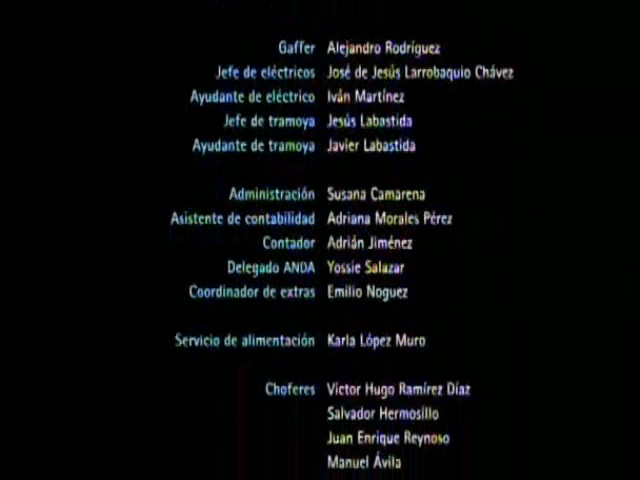 Gaffer Alejandro Rodríguez
Jefe de eléctricos José de Jesús Larrobaquio Chávez
Ayudante de eléctrico Iván Martínez
Jefe de tramoya Jesús Labastida
Ayudante de tramoya Javier Labastida
Administración Susana Camarena
Asistente de contabilidad Adriana Morales Pérez
Contador Adrián Jiménez
Delegado ANDA Yossie Salazar
Coordinador de extras Emilio Noguez
Servicio de alimentación Karla López Muro
Choferes Víctor Hugo Ramírez Díaz
Salvador Hermosillo
Juan Enrique Reynoso
Manuel Ávila